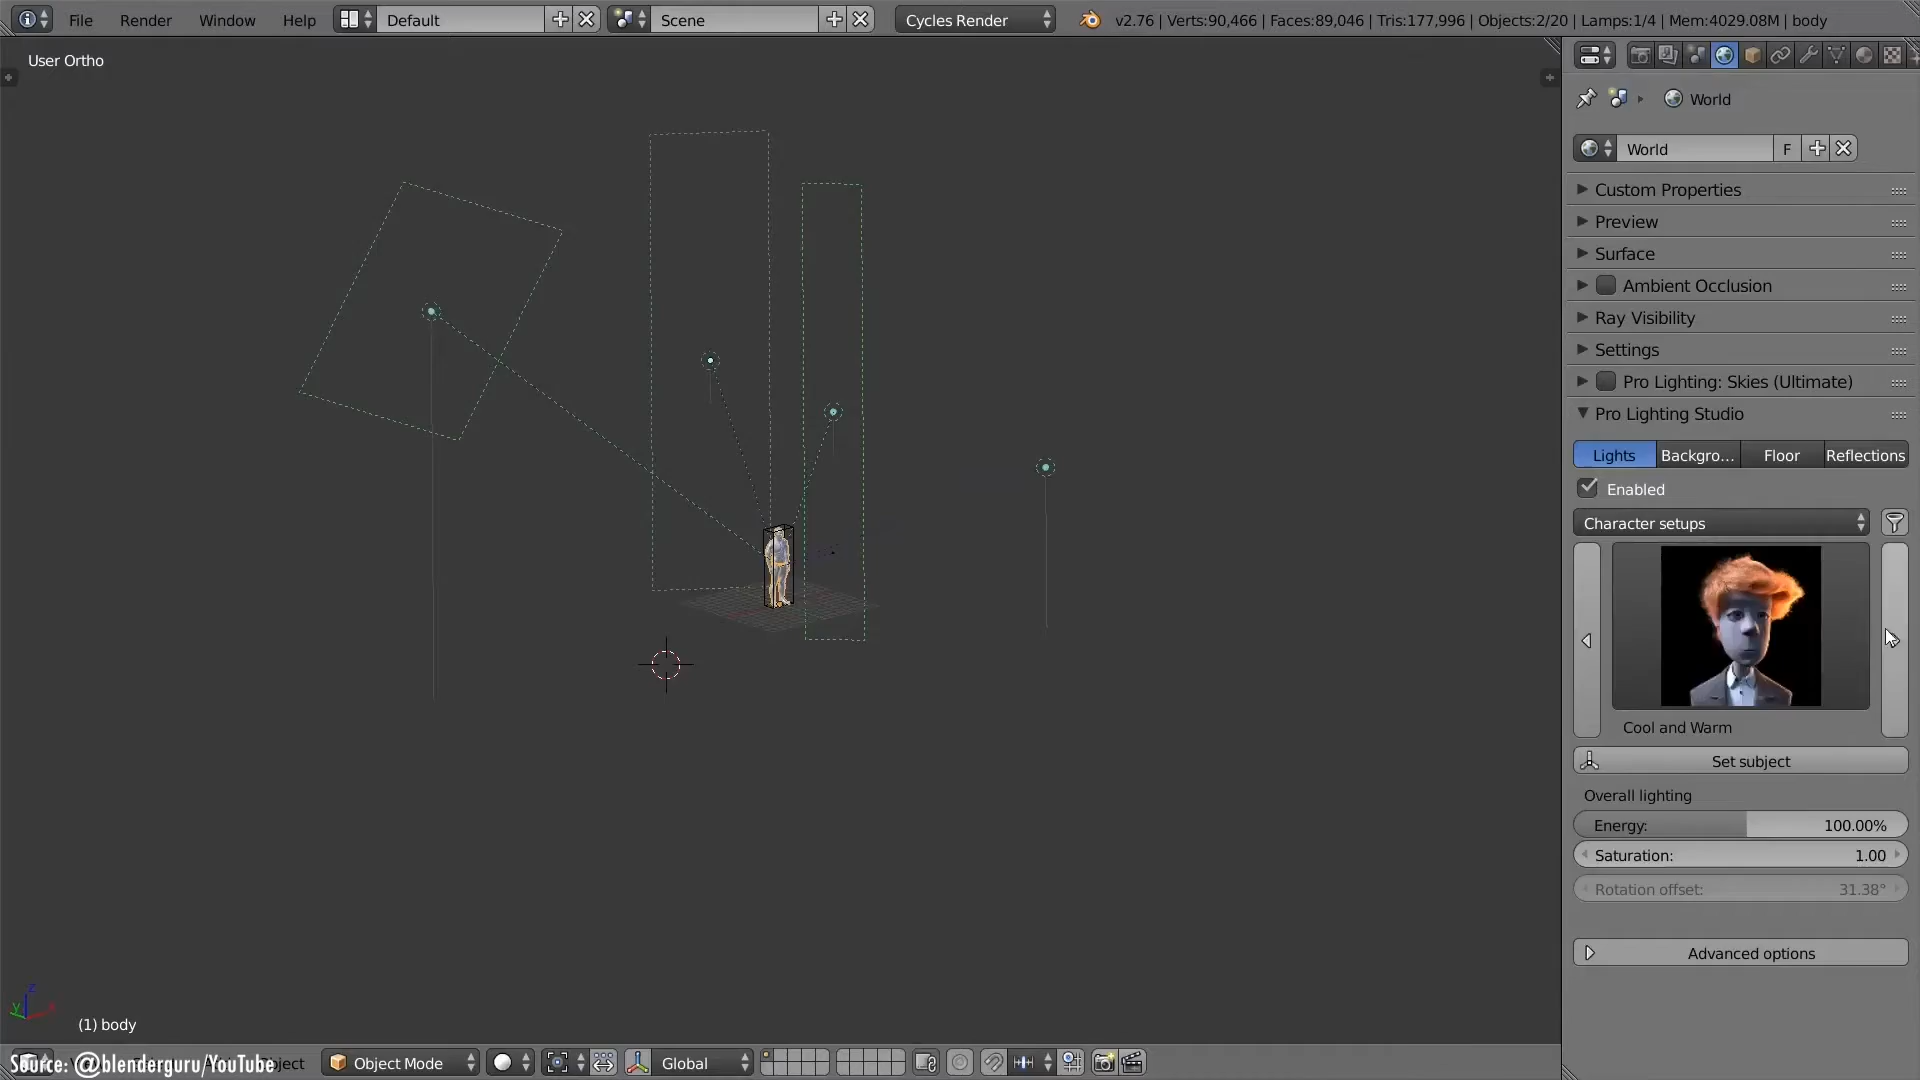 File Render Window Help Default Scene Cycles Render v2.76 | Verts:90,466 | Faces:89,046 | Tris:177,996 | Objects:2/20 | Lamps:1/4 | Mem:4029.08M | body
User Ortho
World
World F
Custom Properties
Preview
Surface
Ambient Occlusion
Ray Visibility
Settings
Pro Lighting: Skies (Ultimate)
Pro Lighting Studio
Lights Backgro... Floor Reflections
Enabled
Character setups
Cool and Warm
Set subject
Overall lighting
Energy: 100.00%
Saturation: 1.00
Rotation offset: 31.38°
Advanced options
Z
Y
(1) body
Source: @blenderguru/YouTube
Object Mode Global